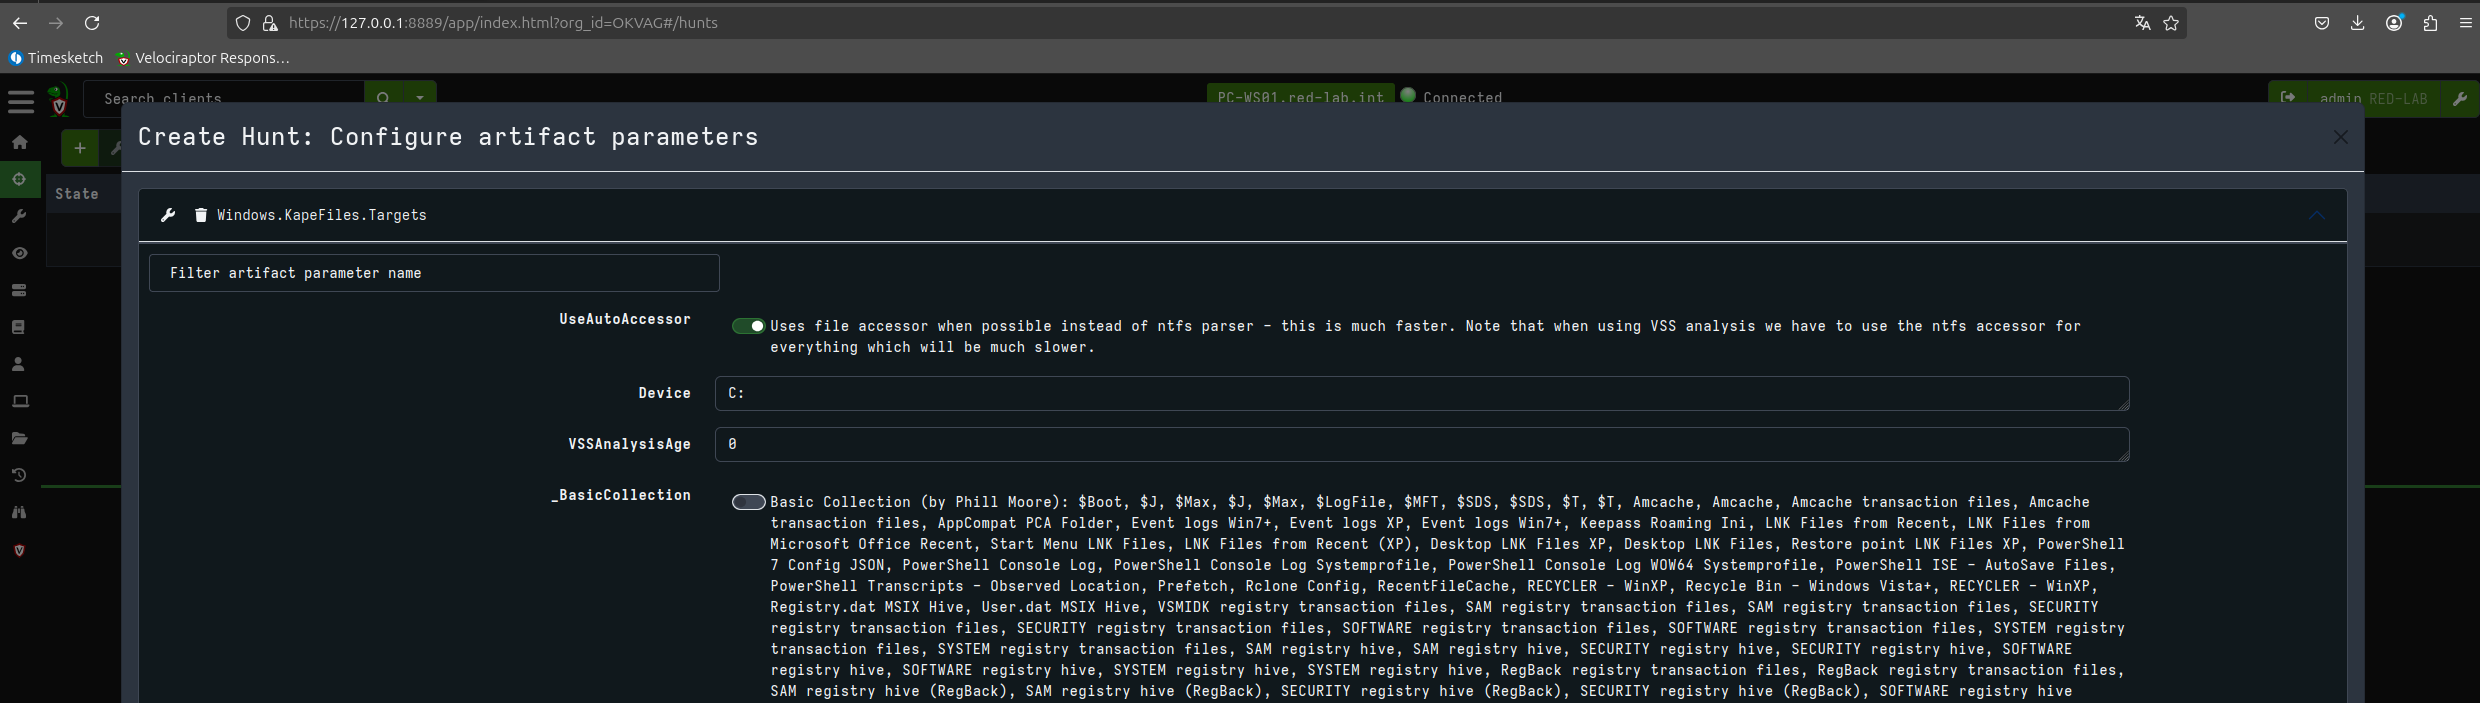 https://127.0.0.1:8889/app/index.html?org_id=OKVAG#/hunts
Timesketch
Velociraptor Respons…
Search clients
PC-WS01.red-lab.int
Connected
admin RED-LAB
Create Hunt: Configure artifact parameters
State
Windows.KapeFiles.Targets
Filter artifact parameter name
UseAutoAccessor
Uses file accessor when possible instead of ntfs parser - this is much faster. Note that when using VSS analysis we have to use the ntfs accessor for
everything which will be much slower.
Device
C:
VSSAnalysisAge
0
_BasicCollection
Basic Collection (by Phill Moore): $Boot, $J, $Max, $J, $Max, $LogFile, $MFT, $SDS, $SDS, $T, $T, Amcache, Amcache, Amcache transaction files, Amcache
transaction files, AppCompat PCA Folder, Event logs Win7+, Event logs XP, Event logs Win7+, Keepass Roaming Ini, LNK Files from Recent, LNK Files from
Microsoft Office Recent, Start Menu LNK Files, LNK Files from Recent (XP), Desktop LNK Files XP, Desktop LNK Files, Restore point LNK Files XP, PowerShell
7 Config JSON, PowerShell Console Log, PowerShell Console Log Systemprofile, PowerShell Console Log WOW64 Systemprofile, PowerShell ISE - AutoSave Files,
PowerShell Transcripts - Observed Location, Prefetch, Rclone Config, RecentFileCache, RECYCLER - WinXP, Recycle Bin - Windows Vista+, RECYCLER - WinXP,
Registry.dat MSIX Hive, User.dat MSIX Hive, VSMIDK registry transaction files, SAM registry transaction files, SAM registry transaction files, SECURITY
registry transaction files, SECURITY registry transaction files, SOFTWARE registry transaction files, SOFTWARE registry transaction files, SYSTEM registry
transaction files, SYSTEM registry transaction files, SAM registry hive, SAM registry hive, SECURITY registry hive, SECURITY registry hive, SOFTWARE
registry hive, SOFTWARE registry hive, SYSTEM registry hive, SYSTEM registry hive, RegBack registry transaction files, RegBack registry transaction files,
SAM registry hive (RegBack), SAM registry hive (RegBack), SECURITY registry hive (RegBack), SECURITY registry hive (RegBack), SOFTWARE registry hive